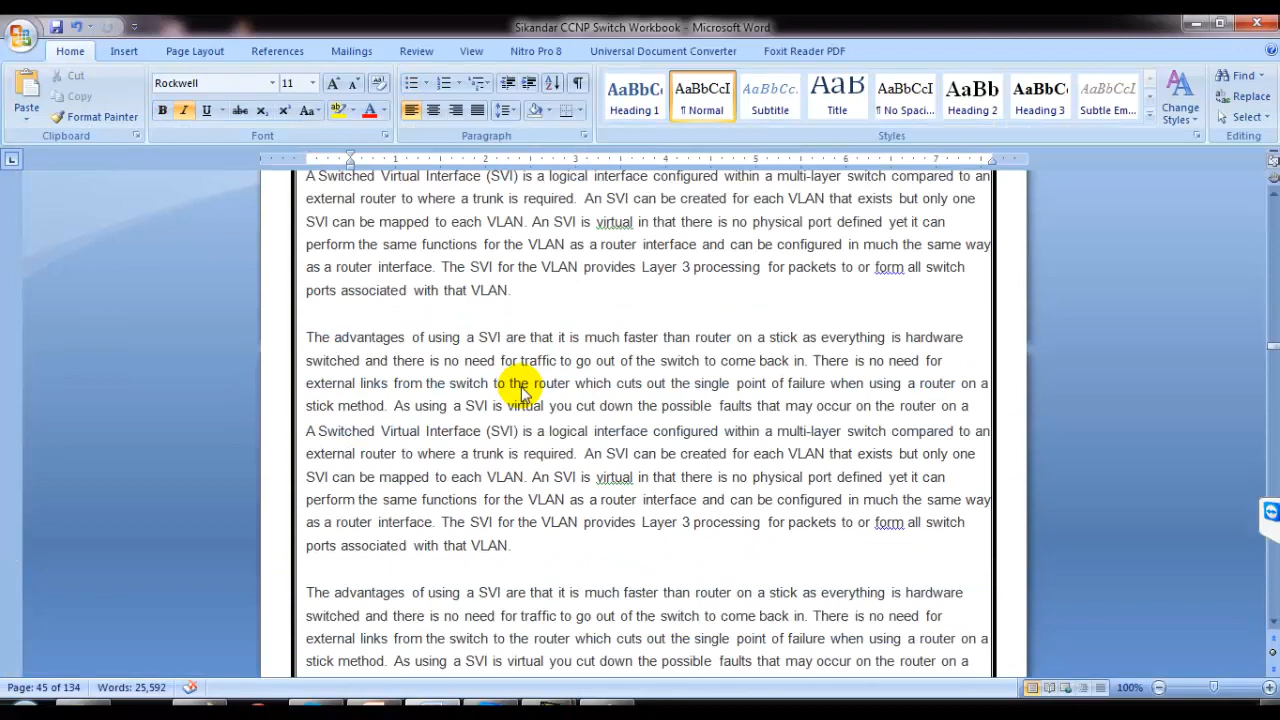 Sikandar CCNP Switch Workbook - Microsoft Word
Home Insert Page Layout References Mailings Review View Nitro Pro 8 Universal Document Converter Foxit Reader PDF
Paste
Cut
Copy
Format Painter
Clipboard
Rockwell 11
Font
Paragraph
AaBbC Heading 1
AaBbCcI ¶ Normal
AaBbCc. Subtitle
AaB Title
AaBbCcI ¶ No Spaci...
AaBb Heading 2
AaBbC Heading 3
AaBbCcI Subtle Em...
Change Styles
Styles
Find
Replace
Select
Editing
1 2 3 4 5 6 7
A Switched Virtual Interface (SVI) is a logical interface configured within a multi-layer switch compared to an
external router to where a trunk is required. An SVI can be created for each VLAN that exists but only one
SVI can be mapped to each VLAN. An SVI is virtual in that there is no physical port defined yet it can
perform the same functions for the VLAN as a router interface and can be configured in much the same way
as a router interface. The SVI for the VLAN provides Layer 3 processing for packets to or form all switch
ports associated with that VLAN.
The advantages of using a SVI are that it is much faster than router on a stick as everything is hardware
switched and there is no need for traffic to go out of the switch to come back in. There is no need for
external links from the switch to the router which cuts out the single point of failure when using a router on a
stick method. As using a SVI is virtual you cut down the possible faults that may occur on the router on a
A Switched Virtual Interface (SVI) is a logical interface configured within a multi-layer switch compared to an
external router to where a trunk is required. An SVI can be created for each VLAN that exists but only one
SVI can be mapped to each VLAN. An SVI is virtual in that there is no physical port defined yet it can
perform the same functions for the VLAN as a router interface and can be configured in much the same way
as a router interface. The SVI for the VLAN provides Layer 3 processing for packets to or form all switch
ports associated with that VLAN.
The advantages of using a SVI are that it is much faster than router on a stick as everything is hardware
switched and there is no need for traffic to go out of the switch to come back in. There is no need for
external links from the switch to the router which cuts out the single point of failure when using a router on a
stick method. As using a SVI is virtual you cut down the possible faults that may occur on the router on a
Page: 45 of 134 Words: 25,592 100%